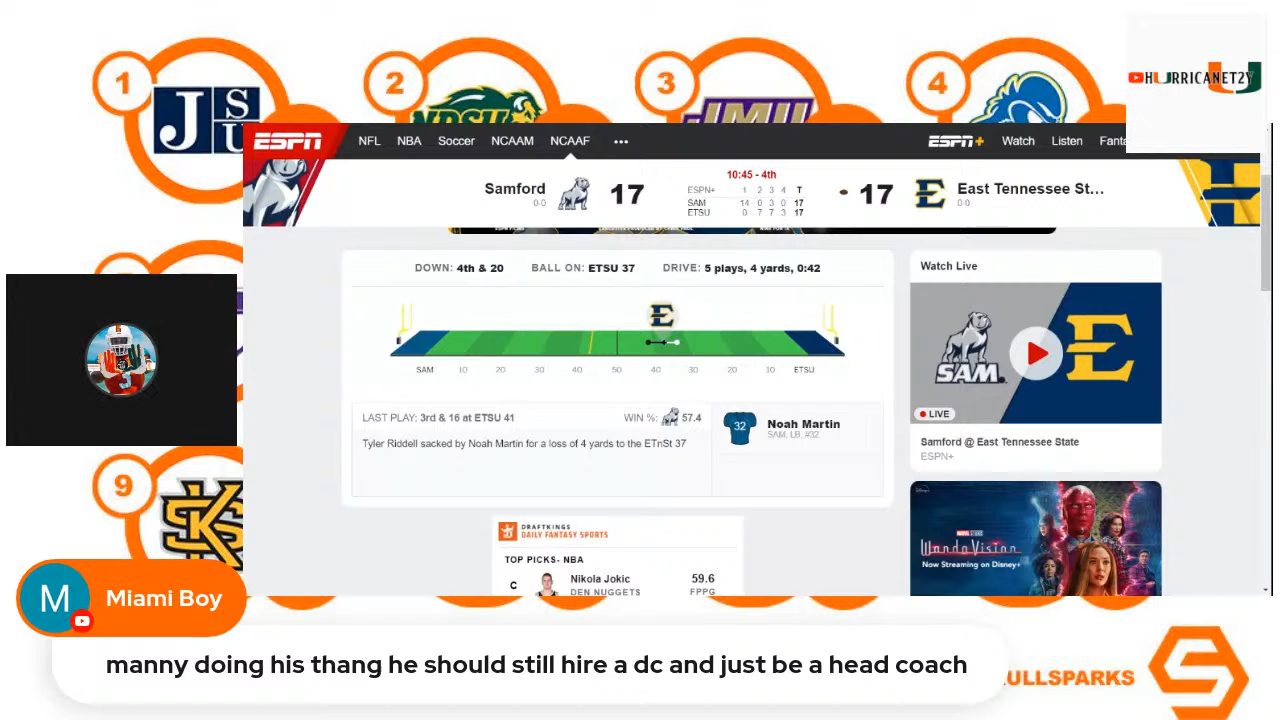 1
JSU
2
NDSU
3
JMU
4
HURRICANET2Y
ESPN
NFL NBA Soccer NCAAM NCAAF ...
ESPN+ Watch Listen Fanta
Samford
0-0
17
10:45 - 4th
ESPN+ 1 2 3 4 T
SAM 14 0 3 0 17
ETSU 0 7 7 3 17
17
East Tennessee St...
0-0
DOWN: 4th & 20 BALL ON: ETSU 37 DRIVE: 5 plays, 4 yards, 0:42
E
SAM 10 20 30 40 50 40 30 20 10 ETSU
LAST PLAY: 3rd & 16 at ETSU 41 WIN %: 57.4
Tyler Riddell sacked by Noah Martin for a loss of 4 yards to the ETnSt 37
32
Noah Martin
SAM, LB, #32
Watch Live
SAM E
LIVE
Samford @ East Tennessee State
ESPN+
MARVEL STUDIOS
WandaVision
Now Streaming on Disney+
DRAFTKINGS
DAILY FANTASY SPORTS
TOP PICKS- NBA
C Nikola Jokic 59.6
DEN NUGGETS FPPG
9
KS
M Miami Boy
manny doing his thang he should still hire a dc and just be a head coach
ULLSPARKS